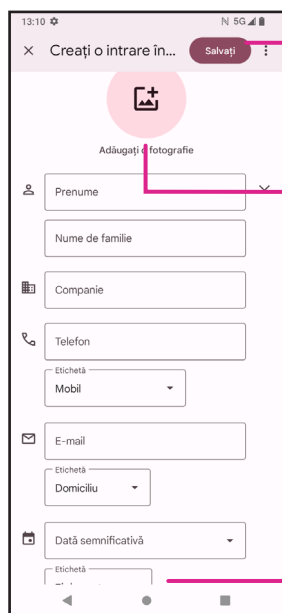 13:10 5G
Creați o intrare în... Salvați
Adăugați o fotografie
Prenume
Nume de familie
Companie
Telefon
Etichetă
Mobil
E-mail
Etichetă
Domiciliu
Dată semnificativă
Etichetă